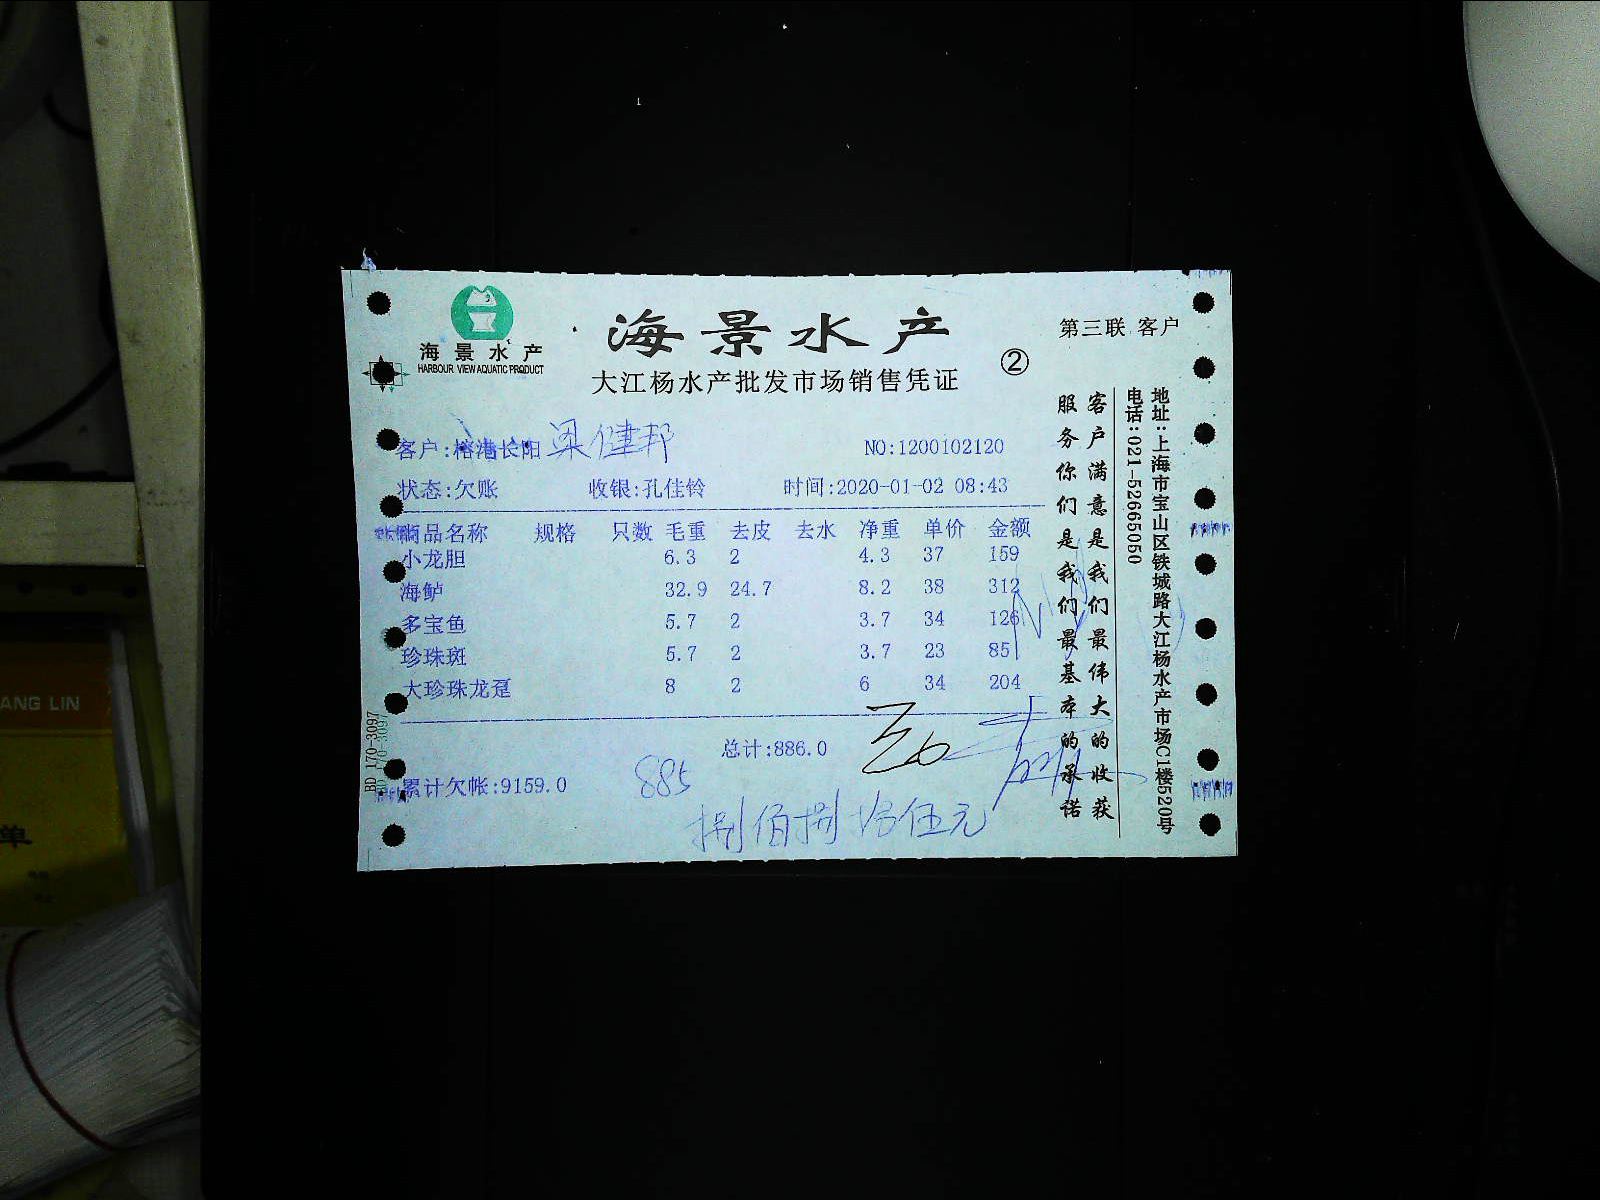 海景水产
HARBOUR VIEW AQUATIC PRODUCT
海景水产
大江杨水产批发市场销售凭证
②
第三联 客户
客户:榕港长阳 梁健邦
NO:1200102120
状态:欠账 收银:孔佳铃 时间:2020-01-02 08:43
商品名称 规格 只数 毛重 去皮 去水 净重 单价 金额
小龙胆 6.3 2 4.3 37 159
海鲈 32.9 24.7 8.2 38 312
多宝鱼 5.7 2 3.7 34 126
珍珠斑 5.7 2 3.7 23 85
大珍珠龙趸 8 2 6 34 204
总计:886.0
累计欠帐:9159.0
885
捌佰捌拾伍元
客户满意是我们最伟大的收获
服务你们是我们最基本的承诺
地址:上海市宝山区铁城路大江杨水产市场C1楼520号
电话:021-52665050
BD 170-3097
ANG LIN
单